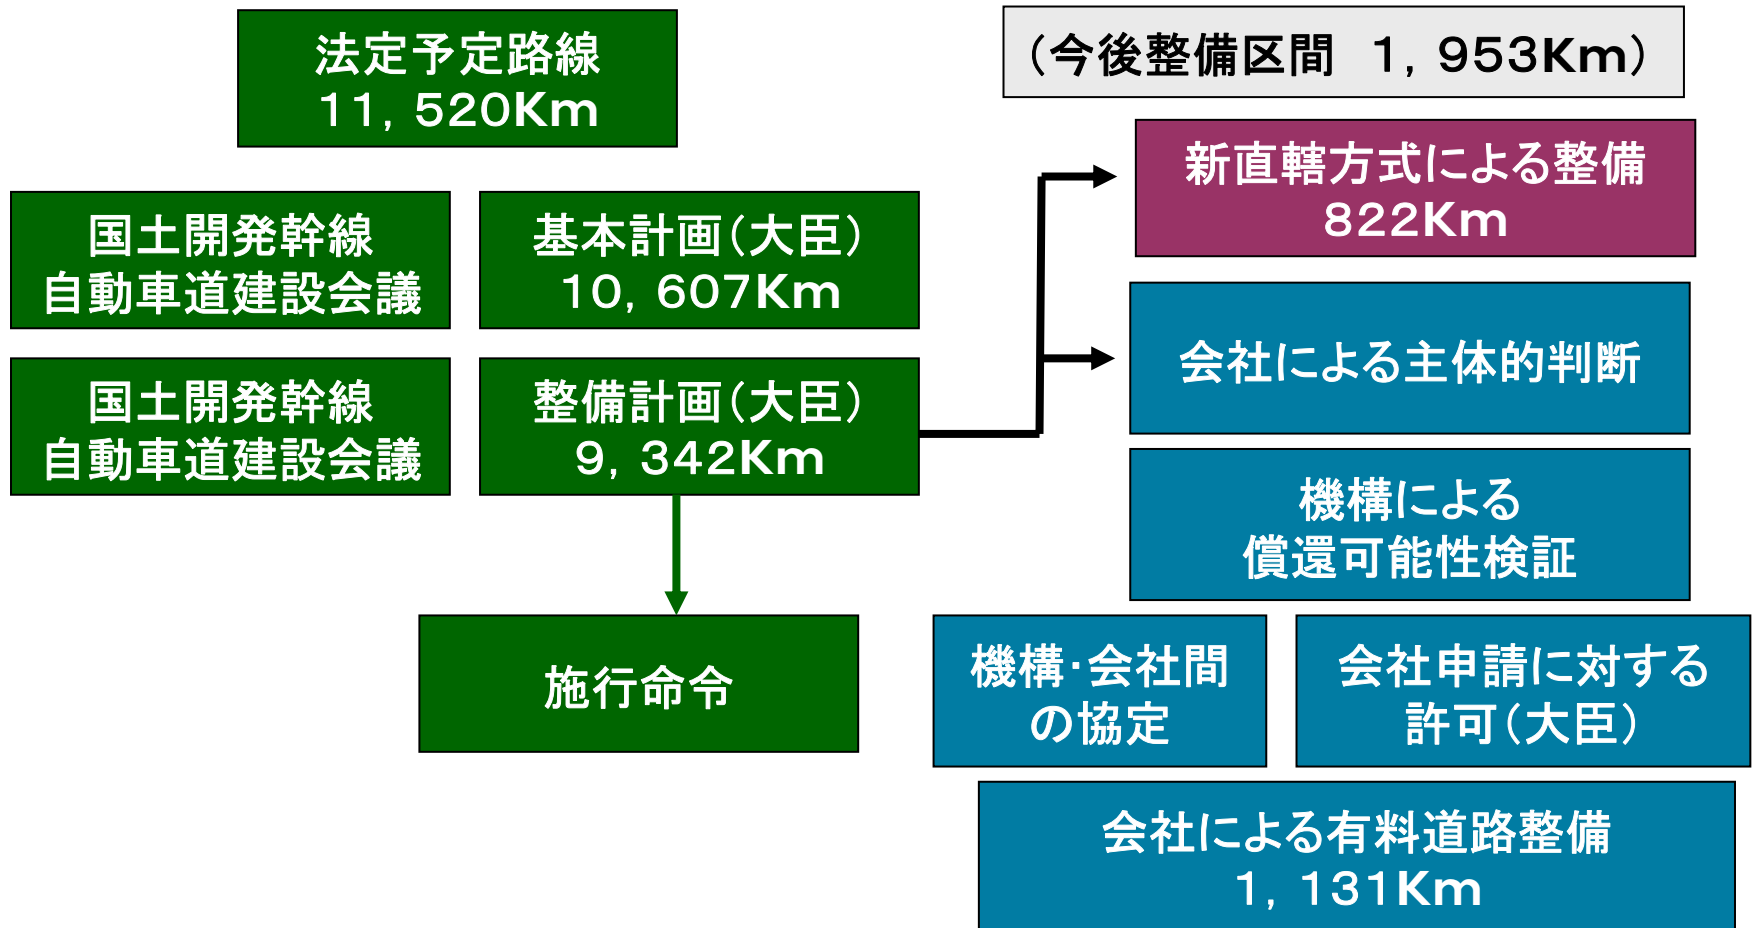 法定予定路線
１１，５２０Ｋｍ
国土開発幹線
自動車道建設会議
基本計画（大臣）
１０，６０７Ｋｍ
国土開発幹線
自動車道建設会議
整備計画（大臣）
９，３４２Ｋｍ
施行命令
（今後整備区間　１，９５３Ｋｍ）
新直轄方式による整備
８２２Ｋｍ
会社による主体的判断
機構による
償還可能性検証
機構・会社間
の協定
会社申請に対する
許可（大臣）
会社による有料道路整備
１，１３１Ｋｍ